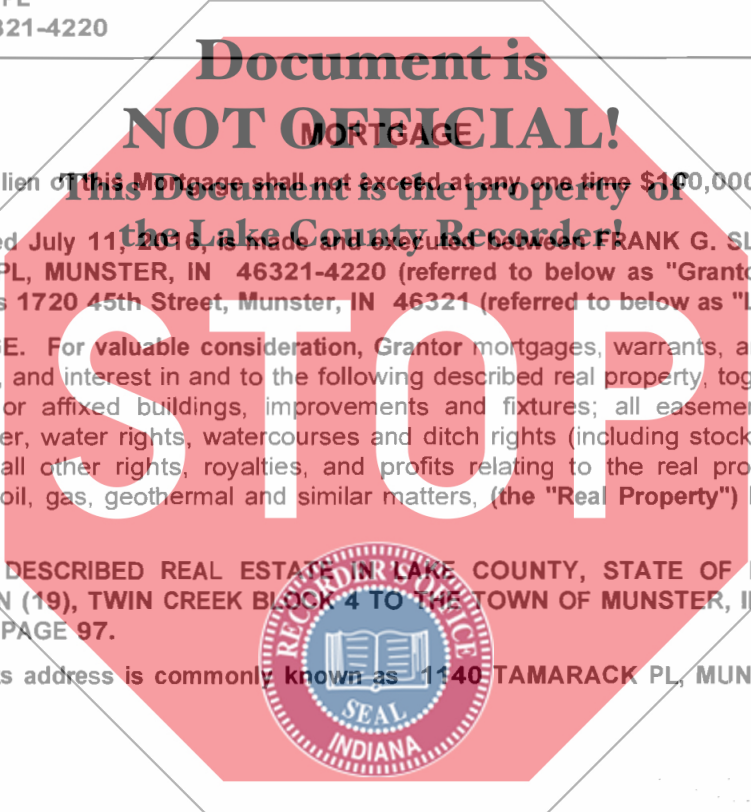 PL
321-4220
Document is
NOT OFFICIAL!
MORTGAGE
lien of this Mortgage shall not exceed at any one time $100,000
This Document is the property of
the Lake County Recorder!
ed July 11, 2016, is made and executed between FRANK G. SL
PL, MUNSTER, IN 46321-4220 (referred to below as "Granto
s 1720 45th Street, Munster, IN 46321 (referred to below as "L
STOP
GE. For valuable consideration, Grantor mortgages, warrants, a
, and interest in and to the following described real property, tog
or affixed buildings, improvements and fixtures; all easeme
er, water rights, watercourses and ditch rights (including stock
all other rights, royalties, and profits relating to the real pro
oil, gas, geothermal and similar matters, (the "Real Property")
DESCRIBED REAL ESTATE IN LAKE COUNTY, STATE OF
N (19), TWIN CREEK BLOCK 4 TO THE TOWN OF MUNSTER, I
PAGE 97.
s address is commonly known as 1140 TAMARACK PL, MUN
RECORDER'S OFFICE
SEAL
INDIANA